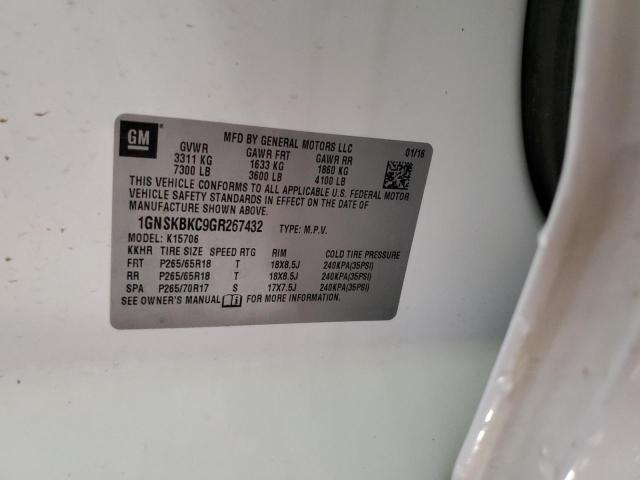 GM
MFD BY GENERAL MOTORS LLC
GVWR GAWR FRT GAWR RR 01/16
3311 KG 1633 KG 1860 KG
7300 LB 3600 LB 4100 LB
THIS VEHICLE CONFORMS TO ALL APPLICABLE U.S. FEDERAL MOTOR
VEHICLE SAFETY STANDARDS IN EFFECT ON THE DATE OF
MANUFACTURE SHOWN ABOVE.
1GNSKBKC9GR267432 TYPE: M.P.V.
MODEL: K15706
KKHR TIRE SIZE SPEED RTG RIM COLD TIRE PRESSURE
FRT P265/65R18 T 18X8.5J 240KPA(35PSI)
RR P265/65R18 T 18X8.5J 240KPA(35PSI)
SPA P265/70R17 S 17X7.5J 240KPA(35PSI)
SEE OWNER'S MANUAL FOR MORE INFORMATION.